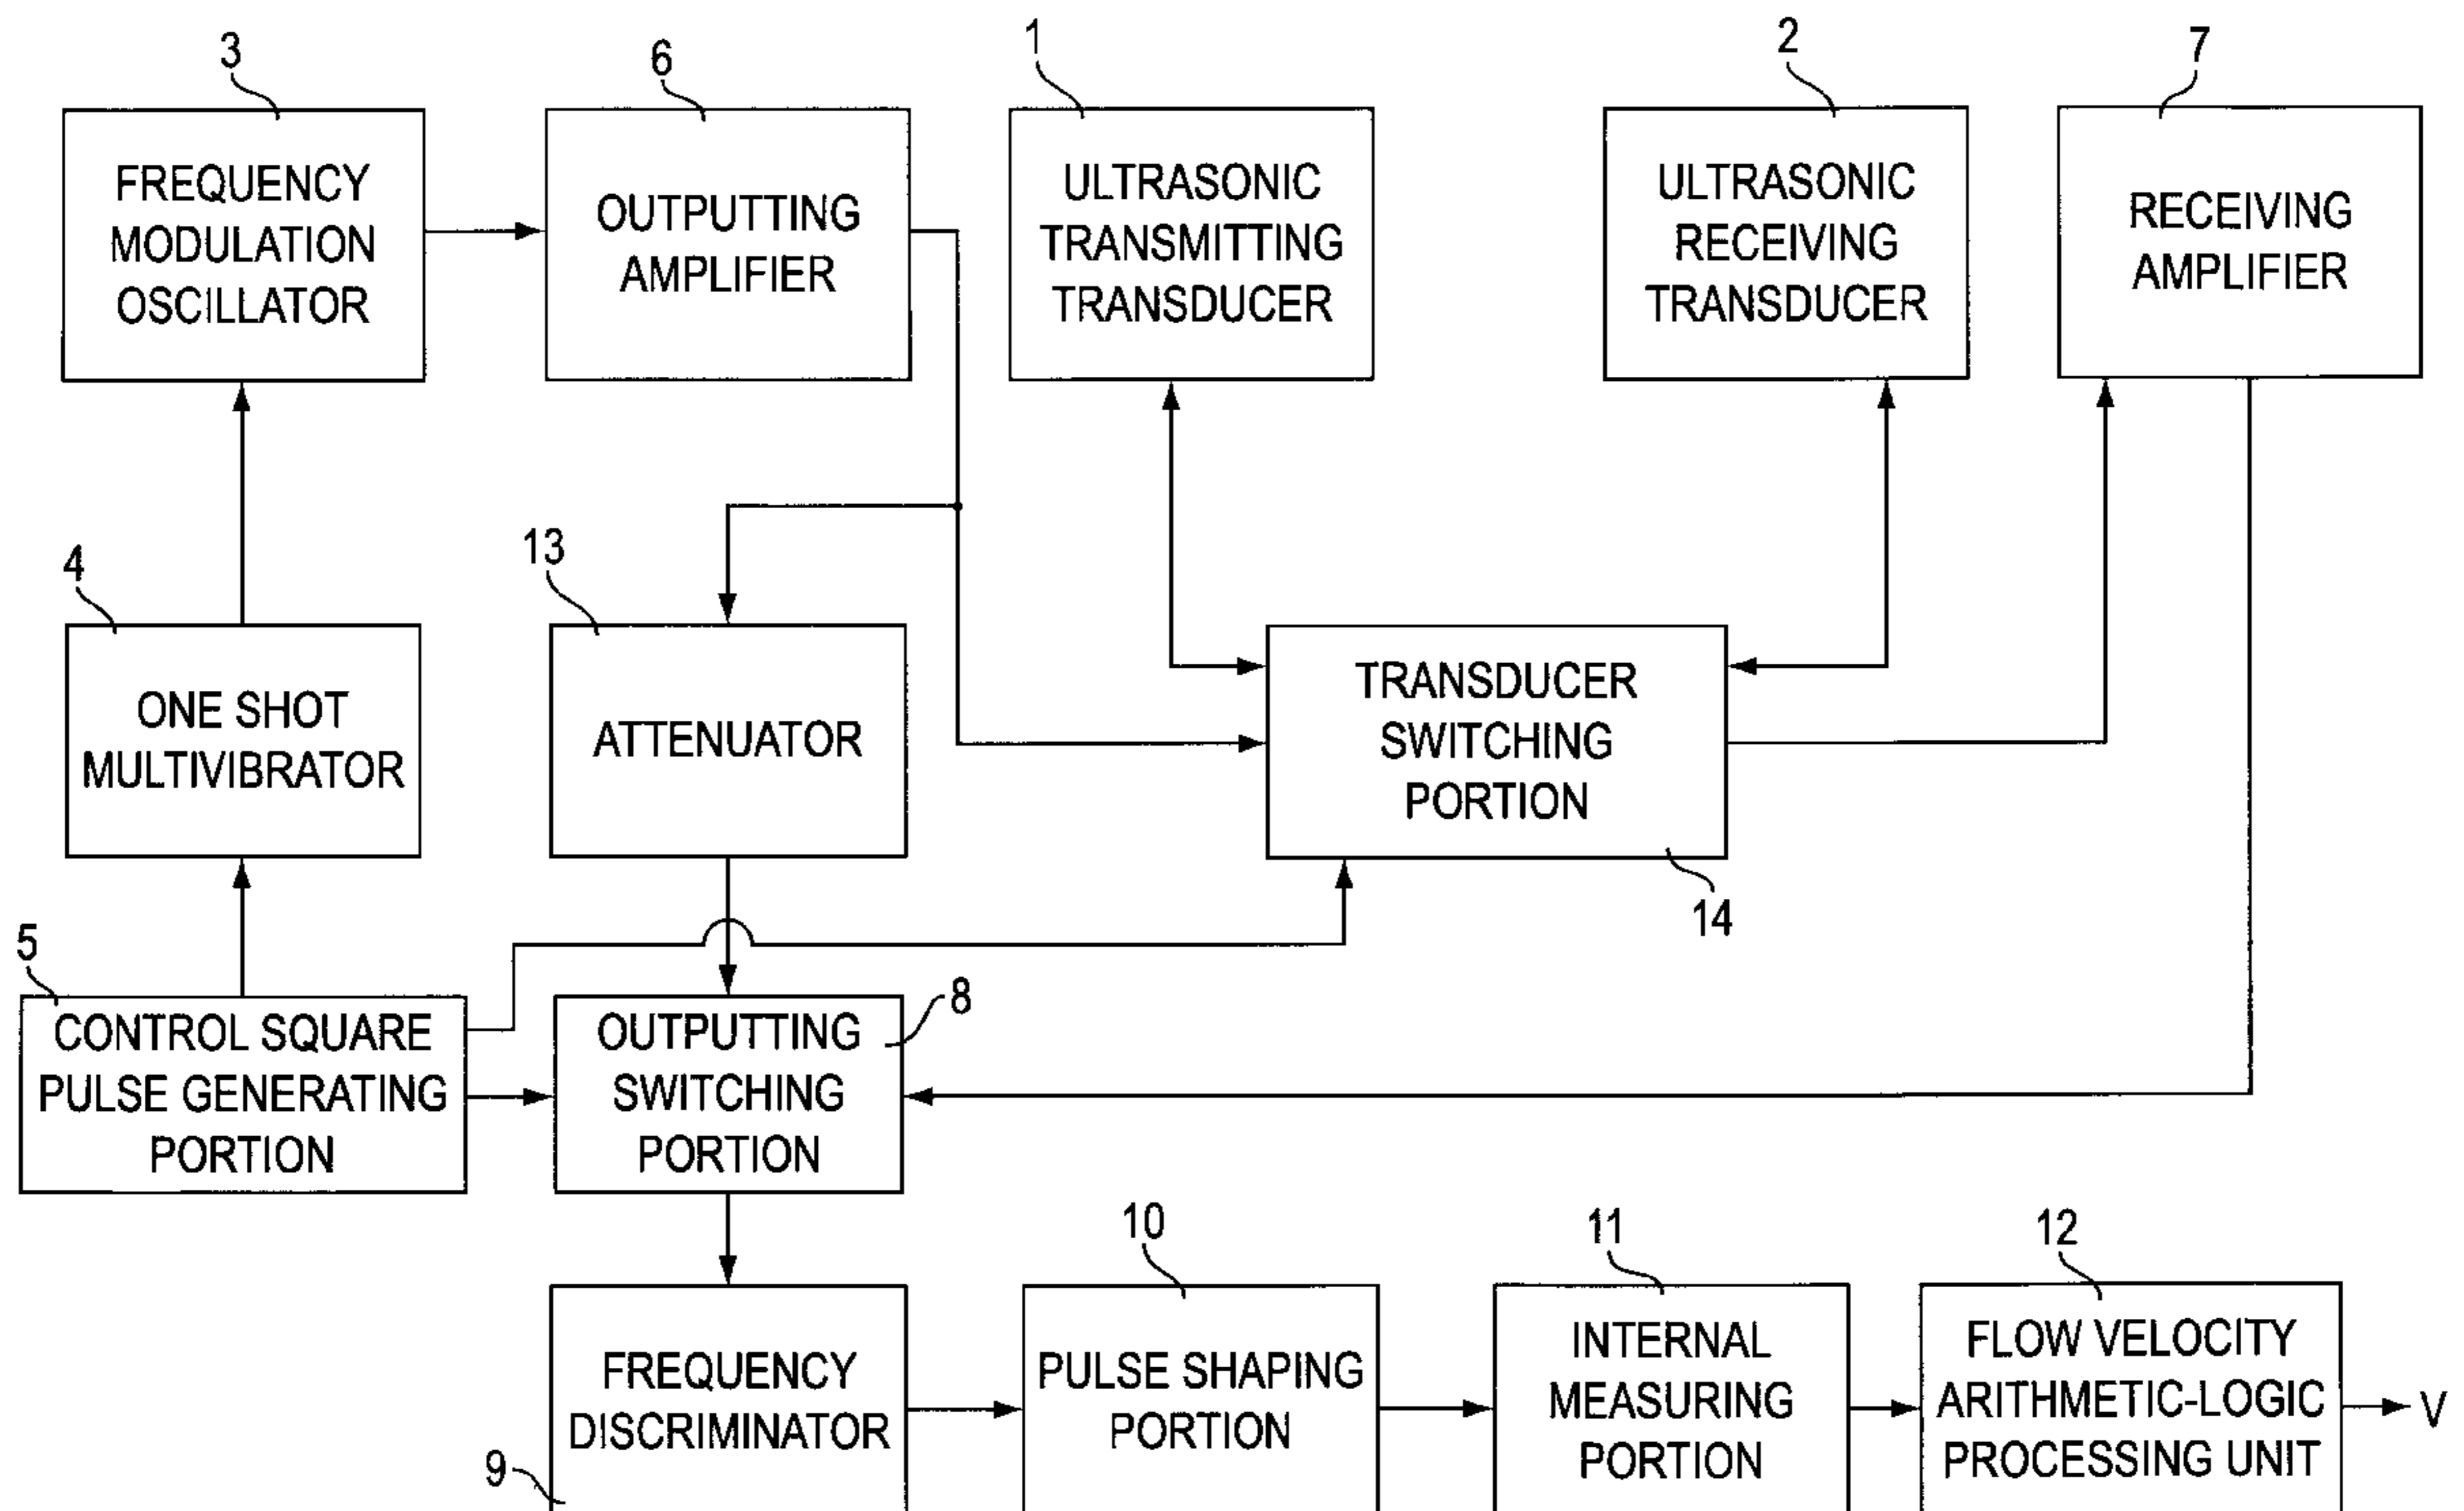 3
6
1
2
7
FREQUENCY
MODULATION
OSCILLATOR
OUTPUTTING
AMPLIFIER
ULTRASONIC
TRANSMITTING
TRANSDUCER
ULTRASONIC
RECEIVING
TRANSDUCER
RECEIVING
AMPLIFIER
4
13
ONE SHOT
MULTIVIBRATOR
ATTENUATOR
TRANSDUCER
SWITCHING
PORTION
14
5
8
CONTROL SQUARE
PULSE GENERATING
PORTION
OUTPUTTING
SWITCHING
PORTION
10
11
12
FREQUENCY
DISCRIMINATOR
9
PULSE SHAPING
PORTION
INTERNAL
MEASURING
PORTION
FLOW VELOCITY
ARITHMETIC-LOGIC
PROCESSING UNIT
V